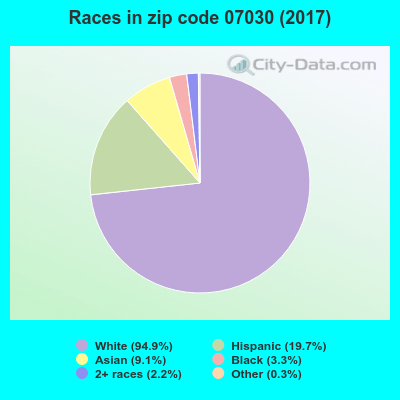 Races in zip code 07030 (2017)
City-Data.com
White (94.9%) Hispanic (19.7%)
Asian (9.1%) Black (3.3%)
2+ races (2.2%) Other (0.3%)